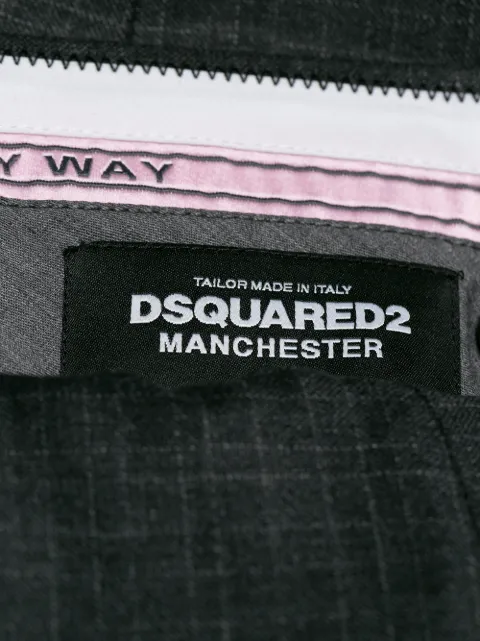 Y WAY
TAILOR MADE IN ITALY
DSQUARED2
MANCHESTER